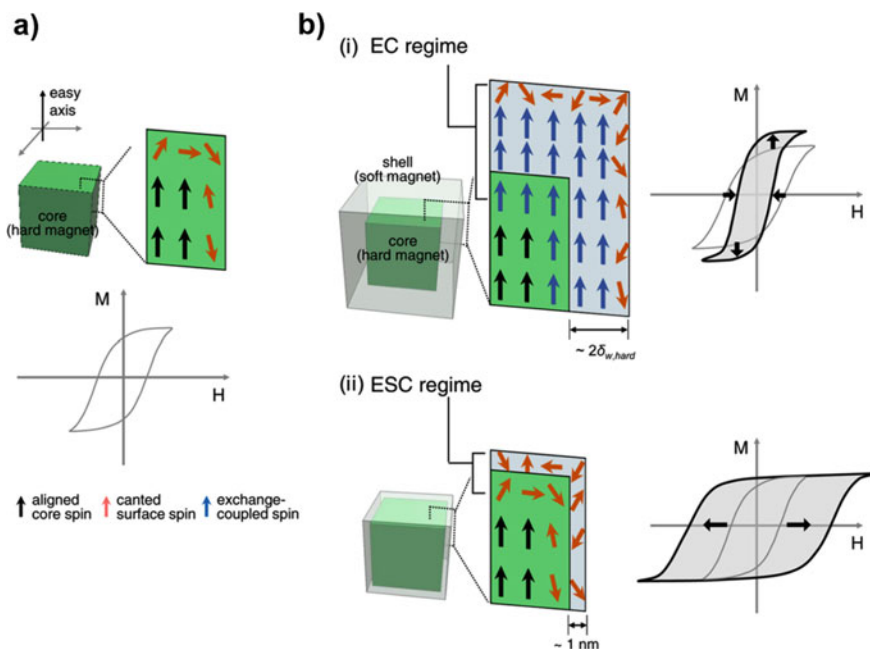 a)
easy
axis
core
(hard magnet)
M
H
aligned
core spin
canted
surface spin
exchange-
coupled spin
b)
(i) EC regime
shell
(soft magnet)
core
(hard magnet)
~ 2δw,hard
M
H
(ii) ESC regime
~ 1 nm
M
H